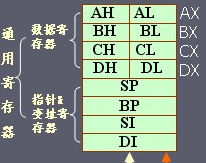 通用寄存器
数据寄存器
AH AL AX
BH BL BX
CH CL CX
DH DL DX
指针&变址寄存器
SP
BP
SI
DI